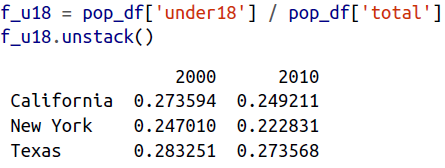 f_u18 = pop_df['under18'] / pop_df['total']
f_u18.unstack()
2000 2010
California 0.273594 0.249211
New York 0.247010 0.222831
Texas 0.283251 0.273568